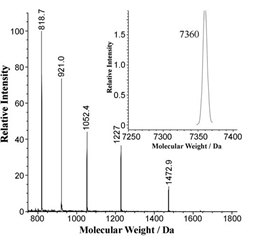 Relative Intensity
100
80
60
40
20
0
818.7
921.0
1052.4
1227
1472.9
800 1000 1200 1400 1600 1800
Molecular Weight / Da
Relative Intensity
1.5
1.0
0.5
0
7360
7250 7300 7350 7400
Molecular Weight / Da